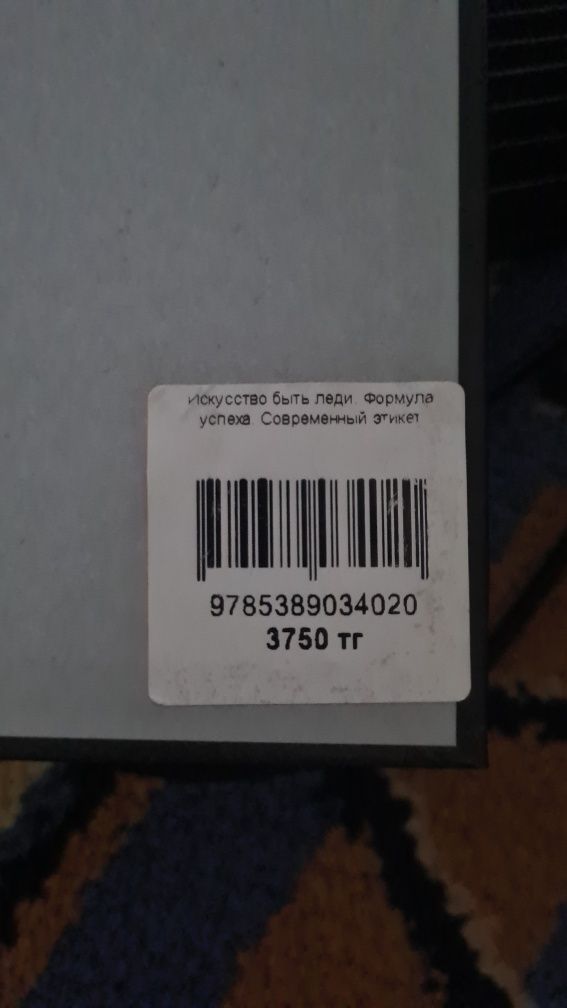 Искусство быть леди. Формула
успеха. Современный этикет
9785389034020
3750 тг